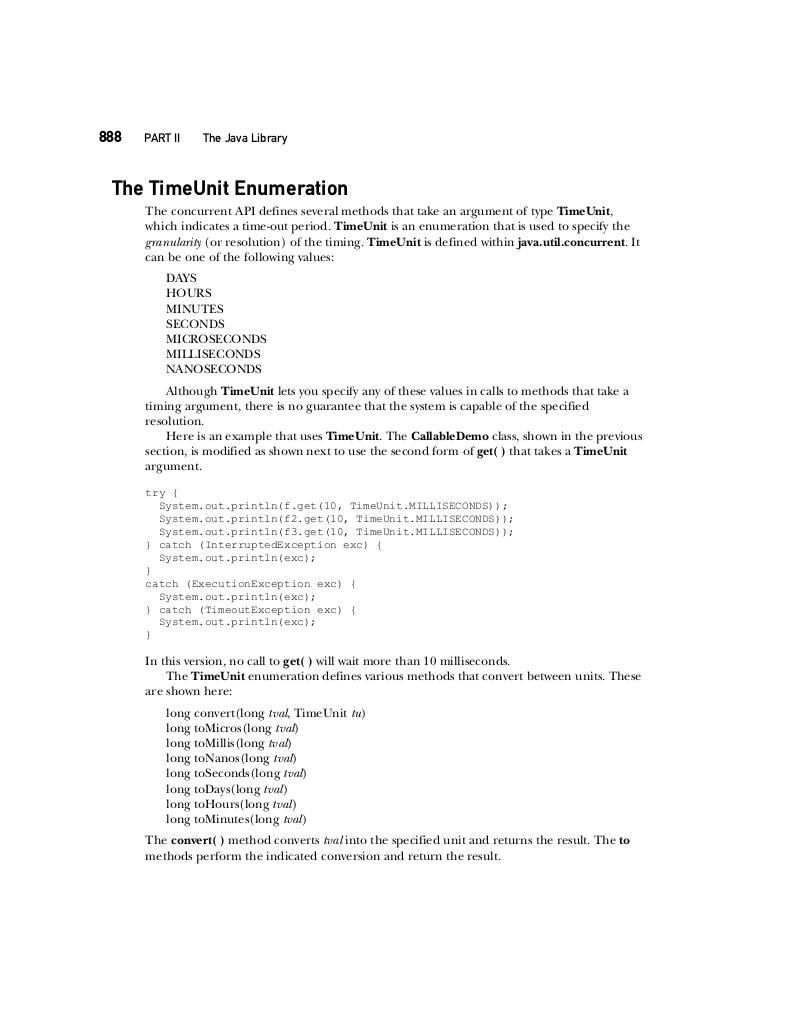 888 PART II The Java Library
The TimeUnit Enumeration
The concurrent API defines several methods that take an argument of type TimeUnit,
which indicates a time-out period. TimeUnit is an enumeration that is used to specify the
granularity (or resolution) of the timing. TimeUnit is defined within java.util.concurrent. It
can be one of the following values:
DAYS
HOURS
MINUTES
SECONDS
MICROSECONDS
MILLISECONDS
NANOSECONDS
Although TimeUnit lets you specify any of these values in calls to methods that take a
timing argument, there is no guarantee that the system is capable of the specified
resolution.
Here is an example that uses TimeUnit. The CallableDemo class, shown in the previous
section, is modified as shown next to use the second form of get( ) that takes a TimeUnit
argument.
try {
  System.out.println(f.get(10, TimeUnit.MILLISECONDS));
  System.out.println(f2.get(10, TimeUnit.MILLISECONDS));
  System.out.println(f3.get(10, TimeUnit.MILLISECONDS));
} catch (InterruptedException exc) {
  System.out.println(exc);
}
catch (ExecutionException exc) {
  System.out.println(exc);
} catch (TimeoutException exc) {
  System.out.println(exc);
}
In this version, no call to get( ) will wait more than 10 milliseconds.
The TimeUnit enumeration defines various methods that convert between units. These
are shown here:
long convert(long tval, TimeUnit tu)
long toMicros(long tval)
long toMillis(long tval)
long toNanos(long tval)
long toSeconds(long tval)
long toDays(long tval)
long toHours(long tval)
long toMinutes(long tval)
The convert( ) method converts tval into the specified unit and returns the result. The to
methods perform the indicated conversion and return the result.